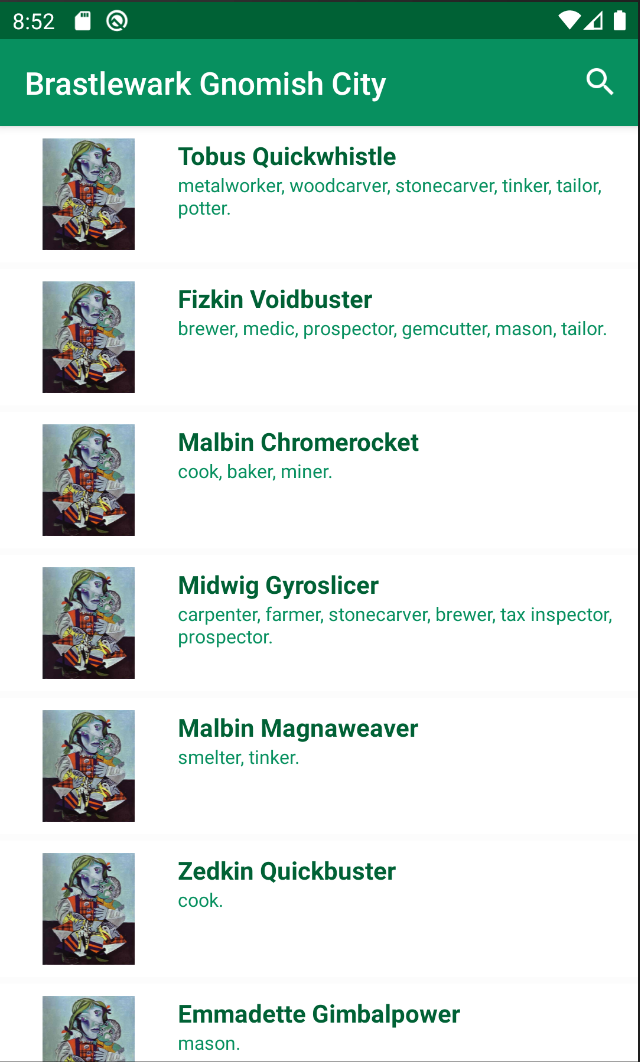 8:52
Brastlewark Gnomish City
Tobus Quickwhistle
metalworker, woodcarver, stonecarver, tinker, tailor,
potter.
Fizkin Voidbuster
brewer, medic, prospector, gemcutter, mason, tailor.
Malbin Chromerocket
cook, baker, miner.
Midwig Gyroslicer
carpenter, farmer, stonecarver, brewer, tax inspector,
prospector.
Malbin Magnaweaver
smelter, tinker.
Zedkin Quickbuster
cook.
Emmadette Gimbalpower
mason.